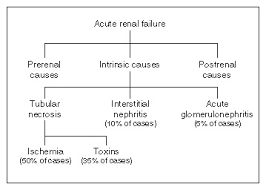 Acute renal failure
Prerenal causes
Intrinsic causes
Postrenal causes
Tubular necrosis
Interstitial nephritis (10% of cases)
Acute glomerulonephritis (5% of cases)
Ischemia (50% of cases)
Toxins (35% of cases)